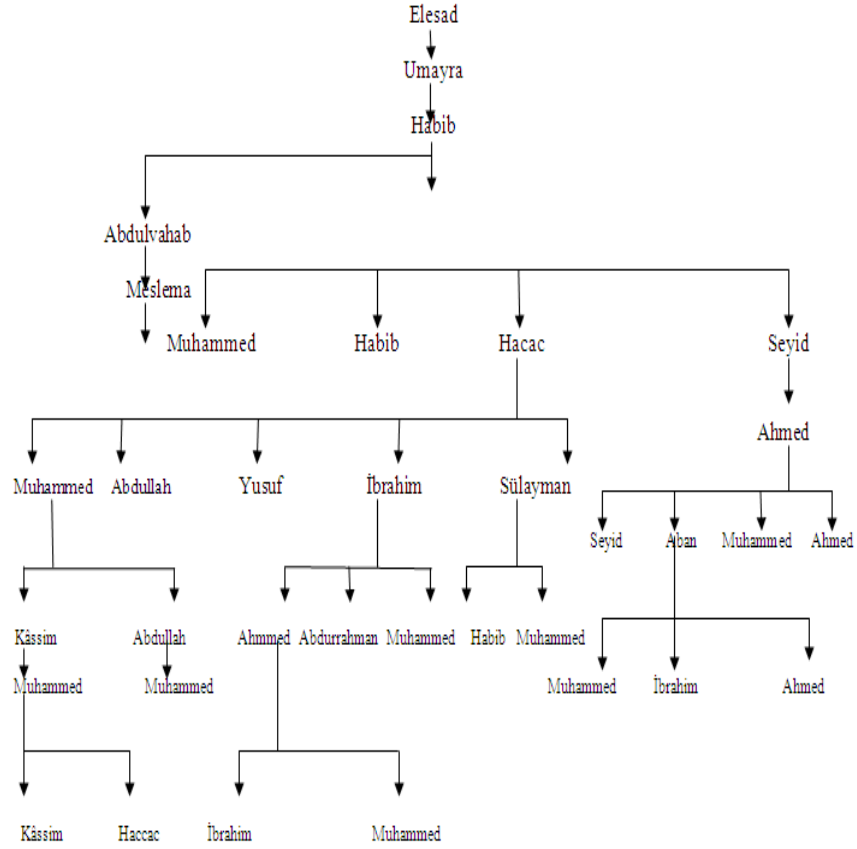 Elesad
Umayra
Habib
Abdulvahab
Meslema
Muhammed Habib Hacac Seyid
Ahmed
Muhammed Abdullah Yusuf İbrahim Sülayman
Seyid Aban Muhammed Ahmed
Kâssim Abdullah Ahmmed Abdurrahman Muhammed Habib Muhammed
Muhammed Muhammed Muhammed İbrahim Ahmed
Kâssim Haccac İbrahim Muhammed